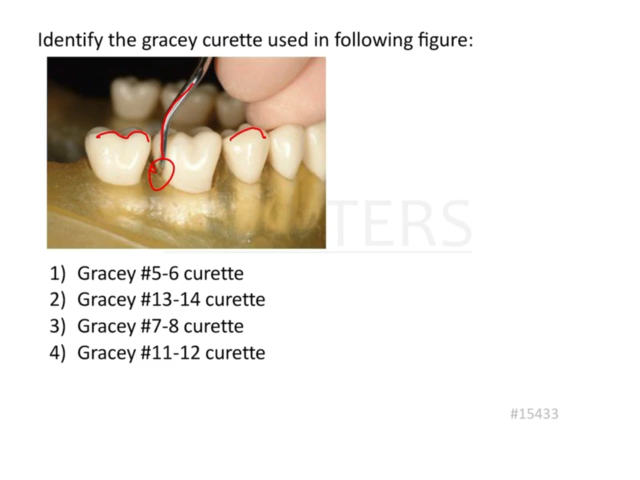 Identify the gracey curette used in following figure:
TERS
1) Gracey #5-6 curette
2) Gracey #13-14 curette
3) Gracey #7-8 curette
4) Gracey #11-12 curette
#15433